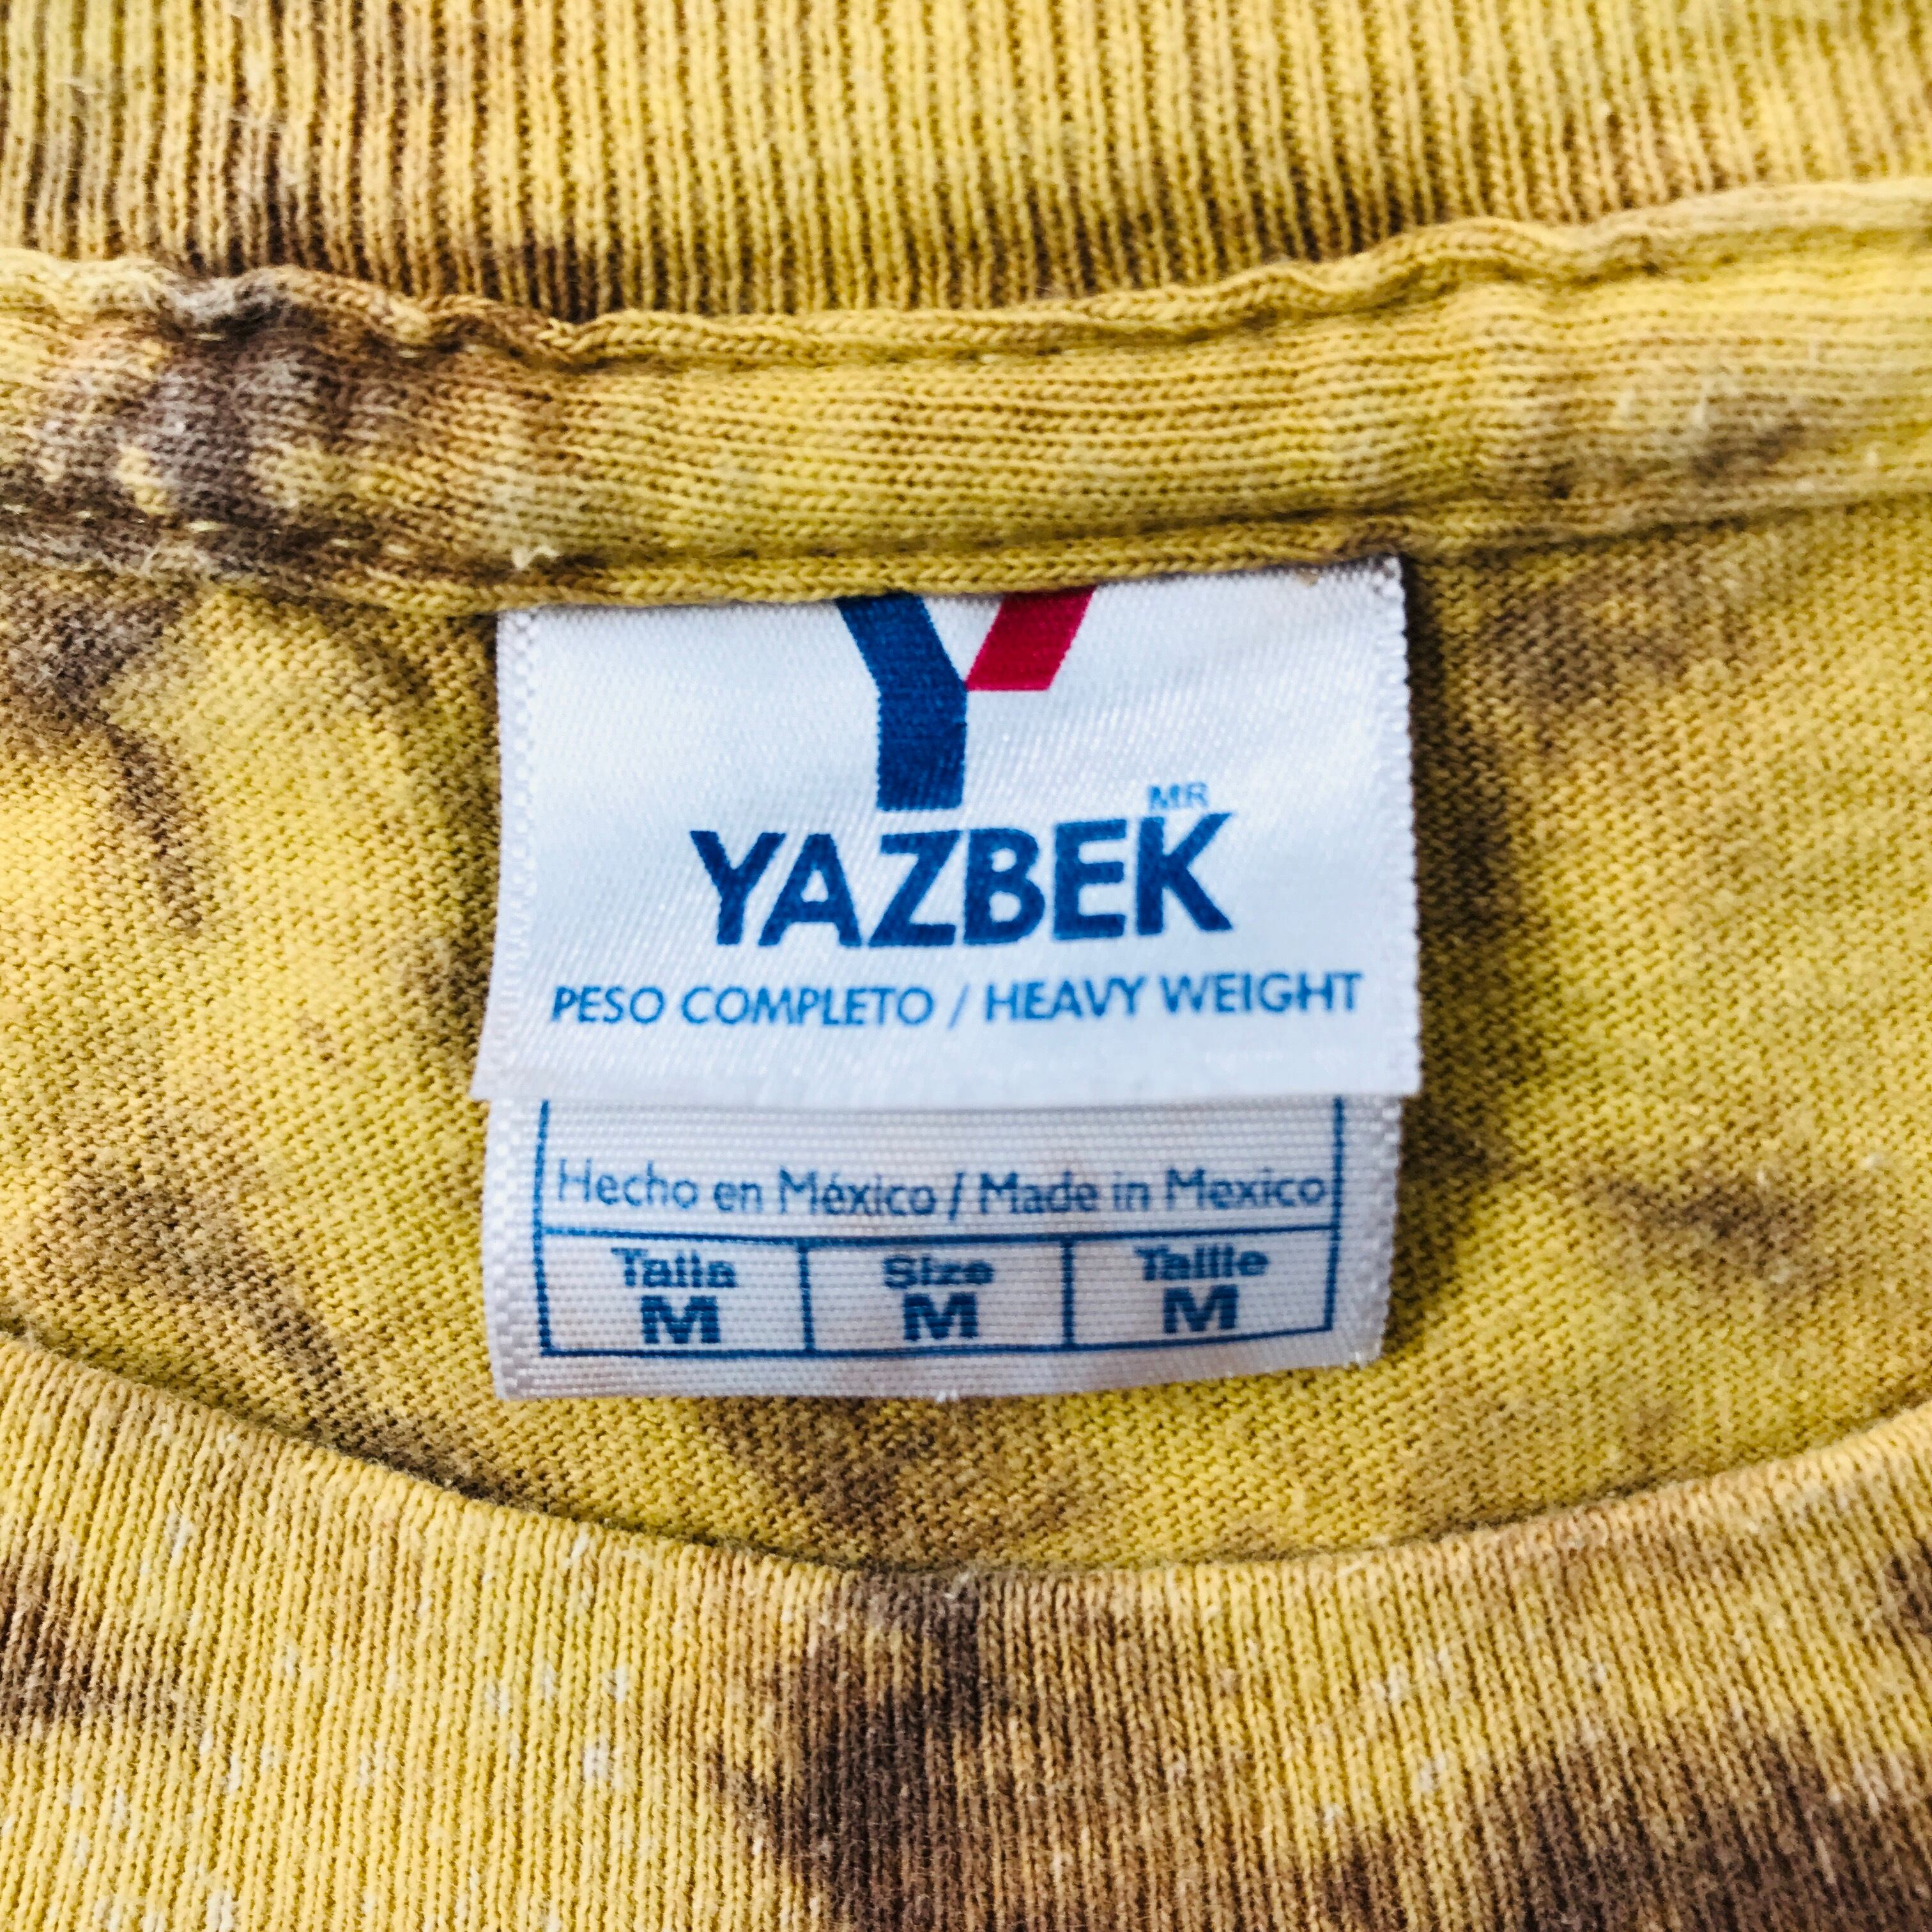 Y
MR
YAZBEK
PESO COMPLETO / HEAVY WEIGHT
Hecho en México / Made in Mexico
Talla Size Taille
M M M